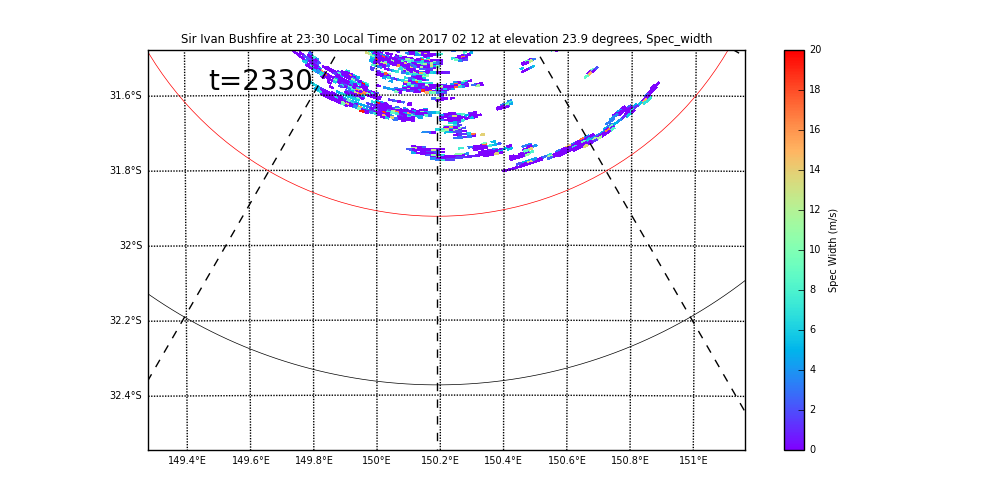 Sir Ivan Bushfire at 23:30 Local Time on 2017 02 12 at elevation 23.9 degrees, Spec_width
t=2330
31.6°S
31.8°S
32°S
32.2°S
32.4°S
149.4°E 149.6°E 149.8°E 150°E 150.2°E 150.4°E 150.6°E 150.8°E 151°E
20
18
16
14
12
10
8
6
4
2
0
Spec Width (m/s)